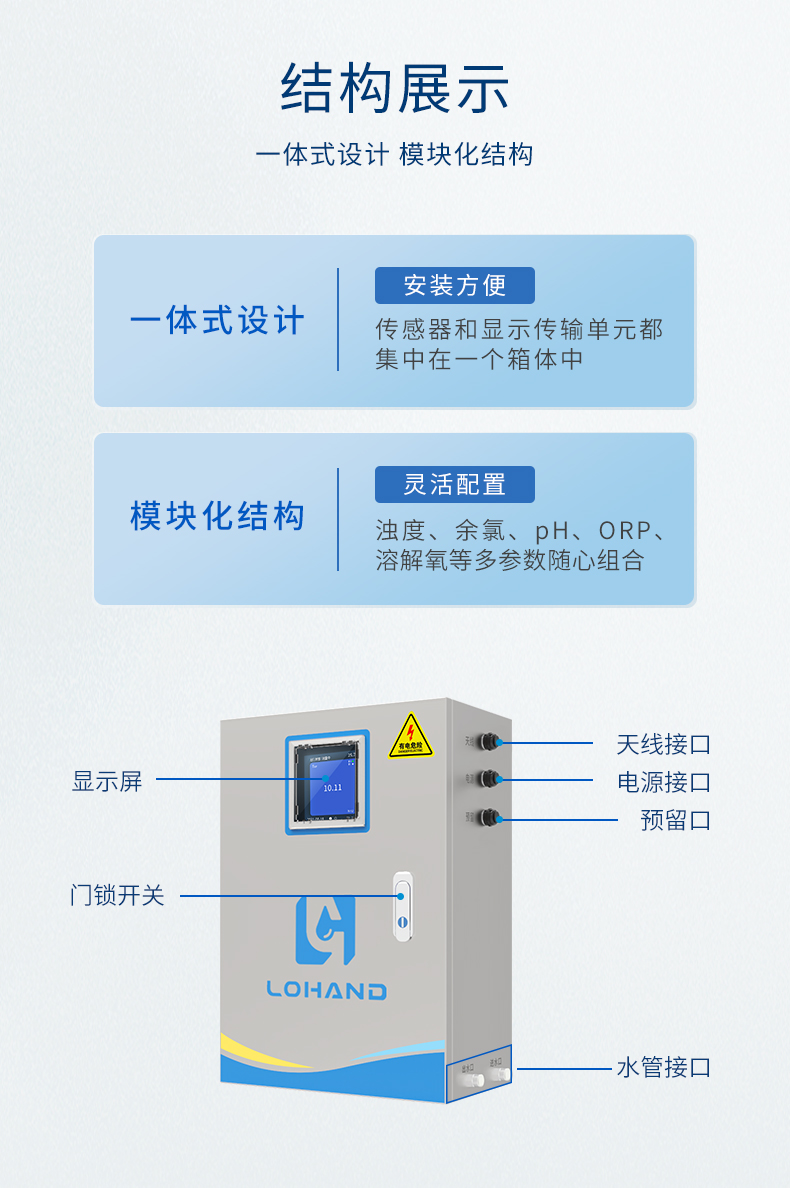 结构展示
一体式设计 模块化结构
一体式设计
安装方便
传感器和显示传输单元都
集中在一个箱体中
模块化结构
灵活配置
浊度、余氯、pH、ORP、
溶解氧等多参数随心组合
有电危险
天线接口
显示屏
10.11
电源接口
预留口
门锁开关
LOHAND
水管接口